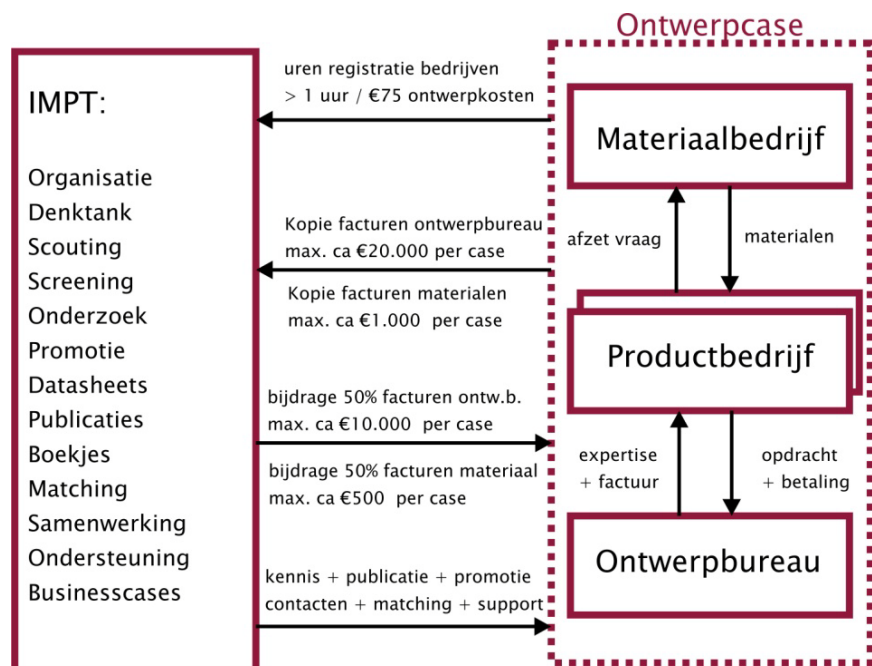 Ontwerpcase
IMPT:
Organisatie
Denktank
Scouting
Screening
Onderzoek
Promotie
Datasheets
Publicaties
Boekjes
Matching
Samenwerking
Ondersteuning
Businesscases
uren registratie bedrijven
> 1 uur / €75 ontwerpkosten
Kopie facturen ontwerpbureau
max. ca €20.000 per case
Kopie facturen materialen
max. ca €1.000 per case
bijdrage 50% facturen ontw.b.
max. ca €10.000 per case
bijdrage 50% facturen materiaal
max. ca €500 per case
kennis + publicatie + promotie
contacten + matching + support
Materiaalbedrijf
afzet vraag
materialen
Productbedrijf
expertise
+ factuur
opdracht
+ betaling
Ontwerpbureau